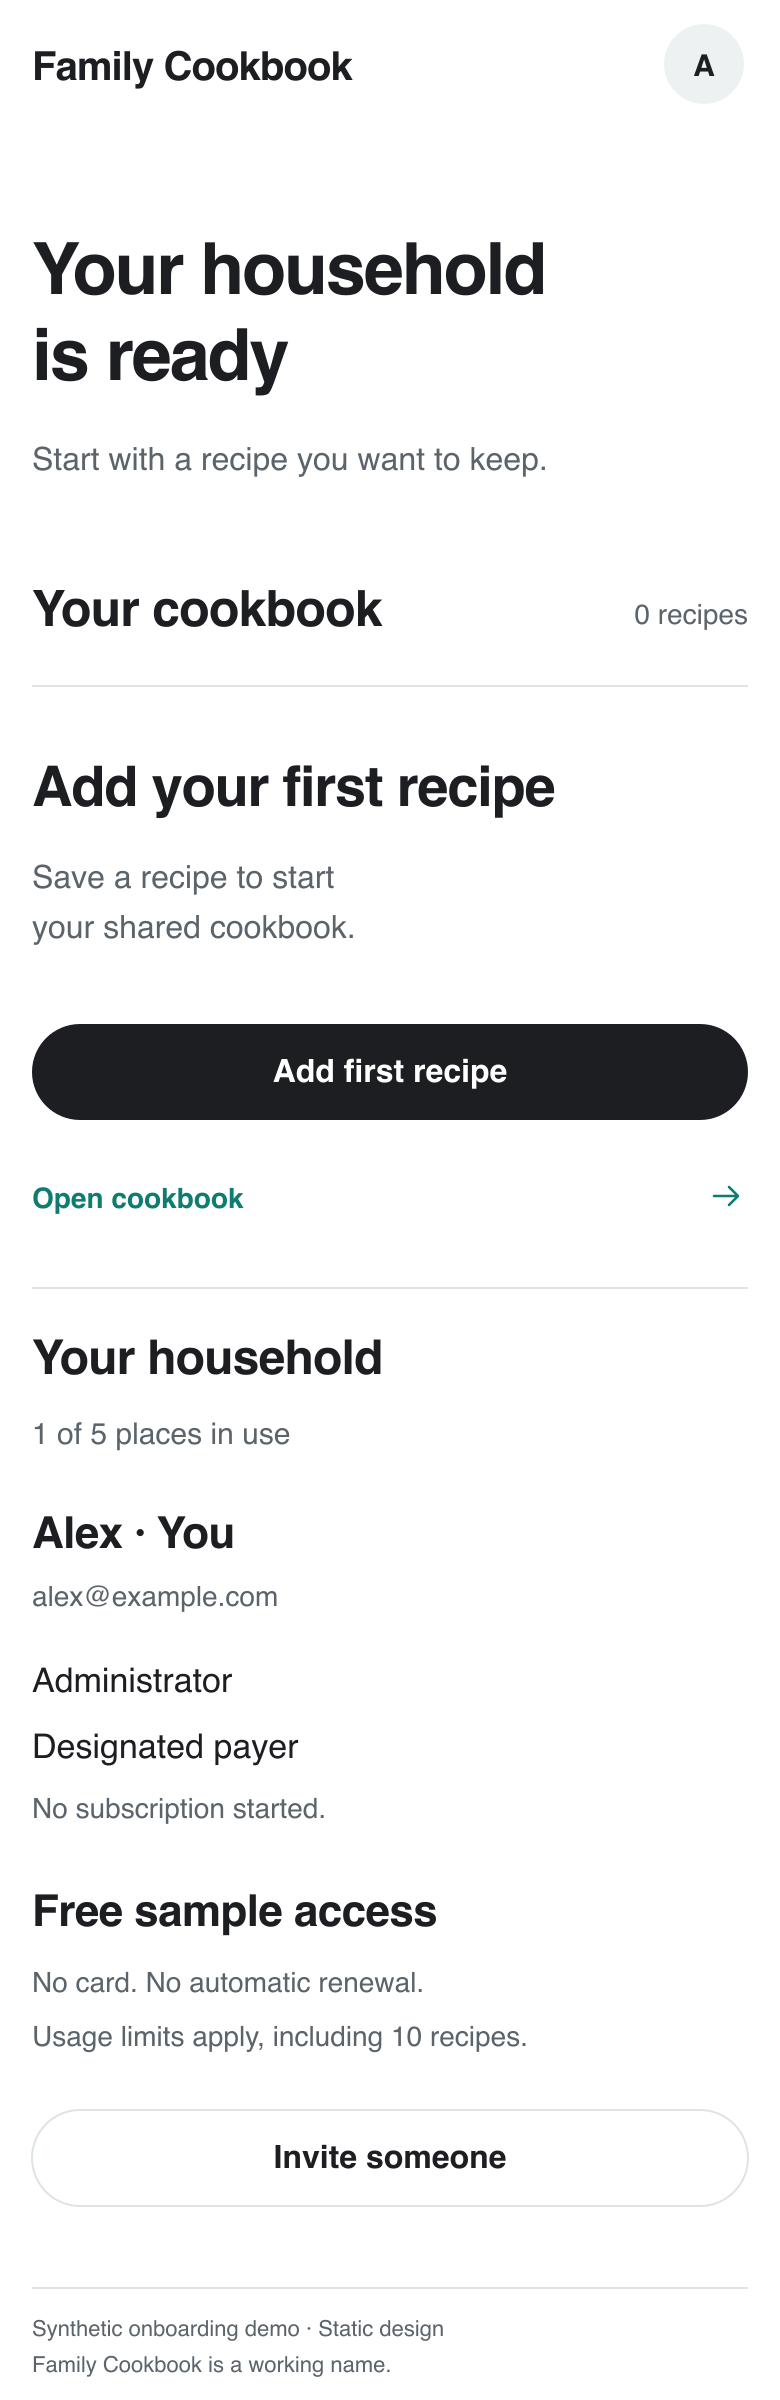 Family Cookbook
A
Your household
is ready
Start with a recipe you want to keep.
Your cookbook
0 recipes
Add your first recipe
Save a recipe to start
your shared cookbook.
Add first recipe
Open cookbook →
Your household
1 of 5 places in use
Alex · You
alex@example.com
Administrator
Designated payer
No subscription started.
Free sample access
No card. No automatic renewal.
Usage limits apply, including 10 recipes.
Invite someone
Synthetic onboarding demo · Static design
Family Cookbook is a working name.